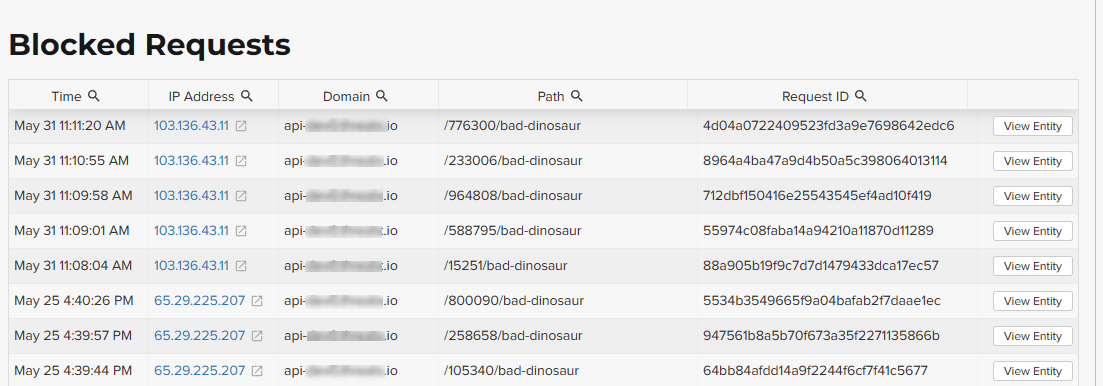 Blocked Requests
Time IP Address Domain Path Request ID
May 31 11:11:20 AM 103.136.43.11 api- .io /776300/bad-dinosaur 4d04a0722409523fd3a9e7698642edc6 View Entity
May 31 11:10:55 AM 103.136.43.11 api- .io /233006/bad-dinosaur 8964a4ba47a9d4b50a5c398064013114 View Entity
May 31 11:09:58 AM 103.136.43.11 api- .io /964808/bad-dinosaur 712dbf150416e25543545ef4ad10f419 View Entity
May 31 11:09:01 AM 103.136.43.11 api- .io /588795/bad-dinosaur 55974c08faba14a94210a11870d11289 View Entity
May 31 11:08:04 AM 103.136.43.11 api- .io /15251/bad-dinosaur 88a905b19f9c7d7d1479433dca17ec57 View Entity
May 25 4:40:26 PM 65.29.225.207 api- .io /800090/bad-dinosaur 5534b3549665f9a04bafab2f7daae1ec View Entity
May 25 4:39:57 PM 65.29.225.207 api- .io /258658/bad-dinosaur 947561b8a5b70f673a35f2271135866b View Entity
May 25 4:39:44 PM 65.29.225.207 api- .io /105340/bad-dinosaur 64bb84afdd14a9f2244f6cf7f41c5677 View Entity